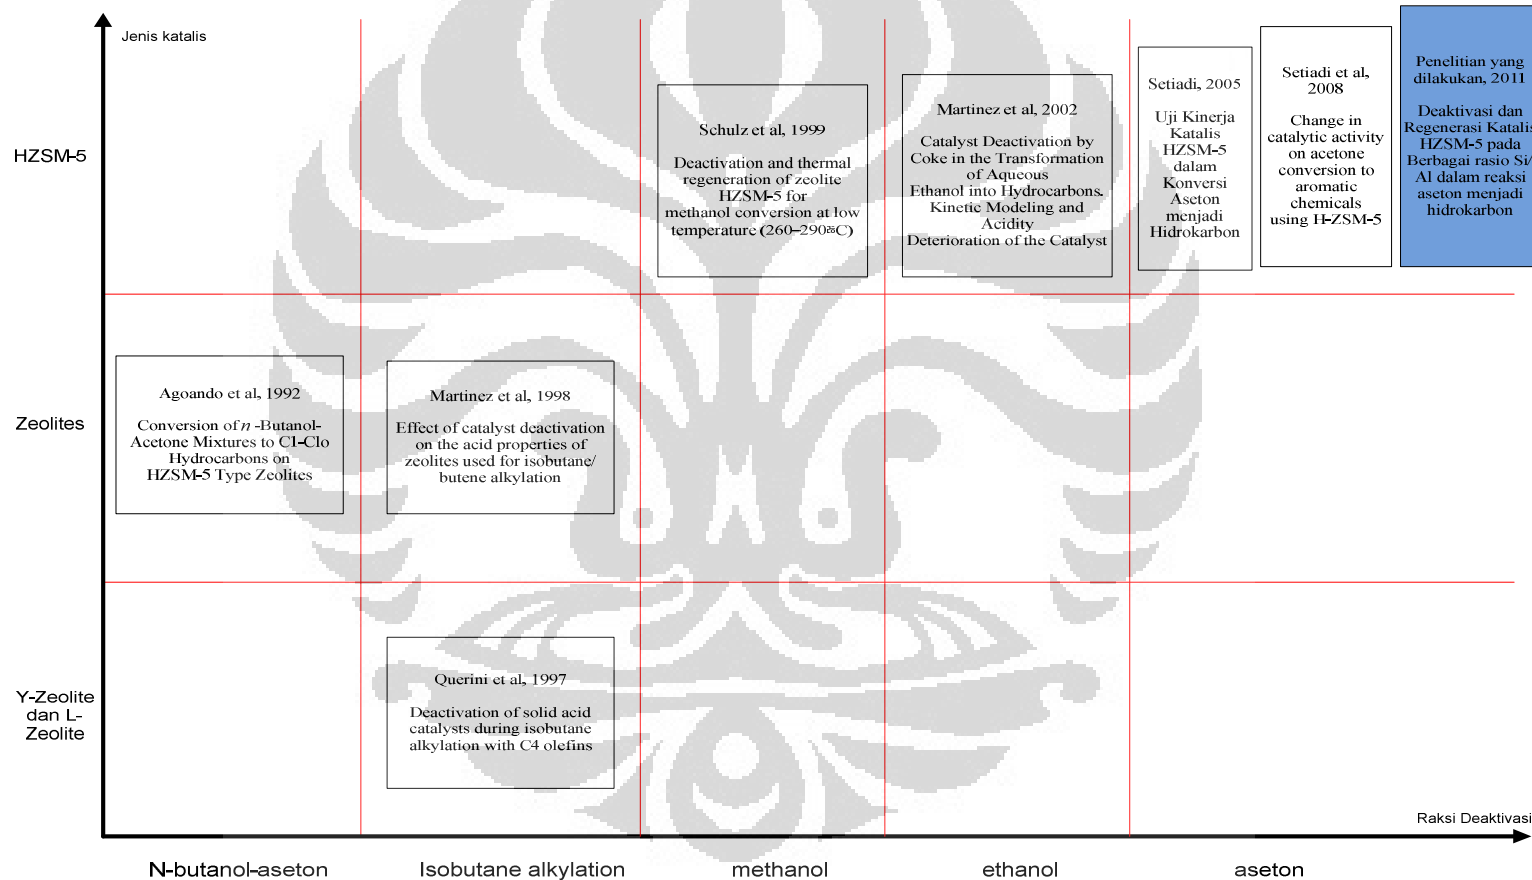 Jenis katalis
HZSM-5
Schulz et al, 1999
Deactivation and thermal
regeneration of zeolite
HZSM-5 for
methanol conversion at low
temperature (260–290°C)
Martinez et al, 2002
Catalyst Deactivation by
Coke in the Transformation
of Aqueous
Ethanol into Hydrocarbons.
Kinetic Modeling and
Acidity
Deterioration of the Catalyst
Setiadi, 2005
Uji Kinerja
Katalis
HZSM-5
dalam
Konversi
Aseton
menjadi
Hidrokarbon
Setiadi et al,
2008
Change in
catalytic activity
on acetone
conversion to
aromatic
chemicals
using H-ZSM-5
Penelitian yang
dilakukan, 2011
Deaktivasi dan
Regenerasi Katalis
HZSM-5 pada
Berbagai rasio Si/
Al dalam reaksi
aseton menjadi
hidrokarbon
Zeolites
Agoando et al, 1992
Conversion of n -Butanol-
Acetone Mixtures to C1-Clo
Hydrocarbons on
HZSM-5 Type Zeolites
Martinez et al, 1998
Effect of catalyst deactivation
on the acid properties of
zeolites used for isobutane/
butene alkylation
Y-Zeolite
dan L-
Zeolite
Querini et al, 1997
Deactivation of solid acid
catalysts during isobutane
alkylation with C4 olefins
Raksi Deaktivasi
N-butanol-aseton
Isobutane alkylation
methanol
ethanol
aseton